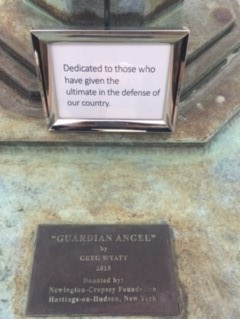 Dedicated to those who
have given the
ultimate in the defense of
our country.
"GUARDIAN ANGEL"
by
GREG WYATT
2015
Donated by:
Newington-Cropsey Foundation
Hastings-on-Hudson, New York